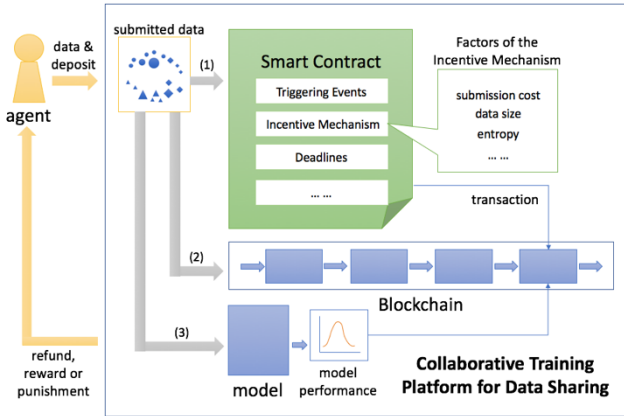 data &
deposit
agent
submitted data
(1)
Smart Contract
Triggering Events
Incentive Mechanism
Deadlines
... ...
Factors of the
Incentive Mechanism
submission cost
data size
entropy
... ...
transaction
(2)
Blockchain
(3)
model
model
performance
refund,
reward or
punishment
Collaborative Training
Platform for Data Sharing